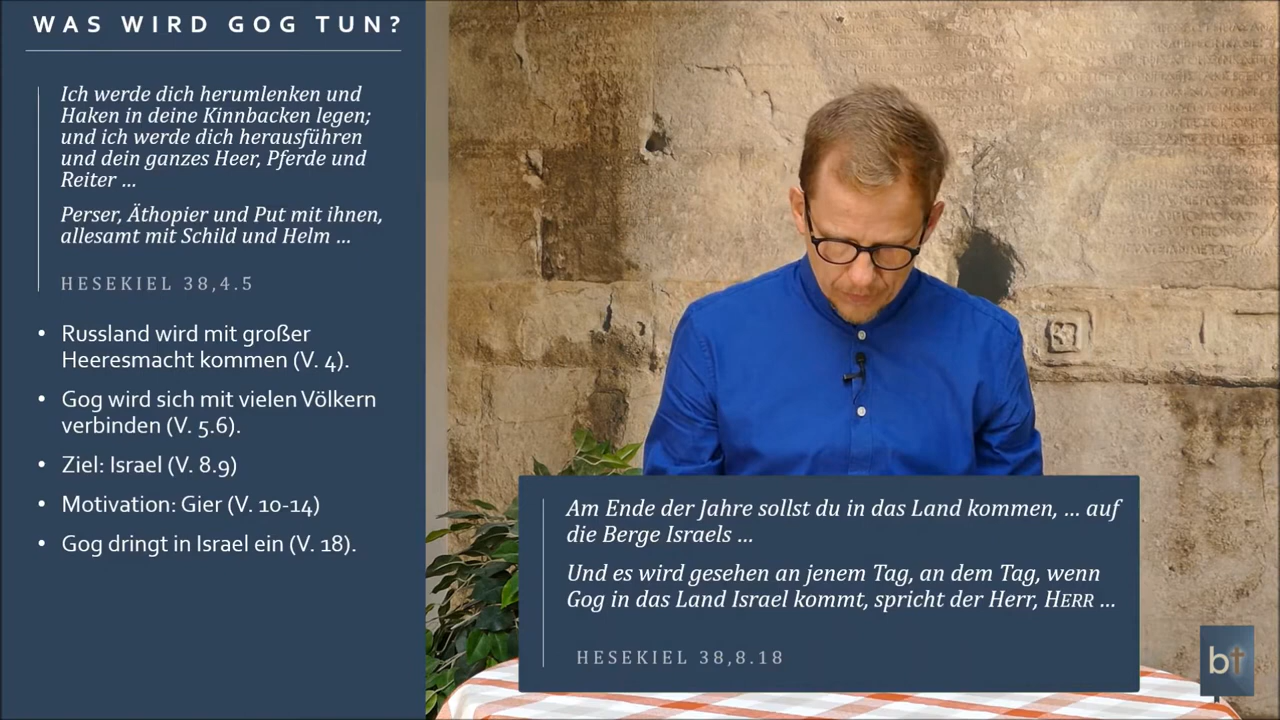 WAS WIRD GOG TUN?
Ich werde dich herumlenken und
Haken in deine Kinnbacken legen;
und ich werde dich herausführen
und dein ganzes Heer, Pferde und
Reiter ...
Perser, Äthopier und Put mit ihnen,
allesamt mit Schild und Helm ...
HESEKIEL 38,4.5
• Russland wird mit großer
Heeresmacht kommen (V. 4).
• Gog wird sich mit vielen Völkern
verbinden (V. 5.6).
• Ziel: Israel (V. 8.9)
• Motivation: Gier (V. 10-14)
• Gog dringt in Israel ein (V. 18).
Am Ende der Jahre sollst du in das Land kommen, ... auf
die Berge Israels ...
Und es wird gesehen an jenem Tag, an dem Tag, wenn
Gog in das Land Israel kommt, spricht der Herr, HERR ...
HESEKIEL 38,8.18
bt